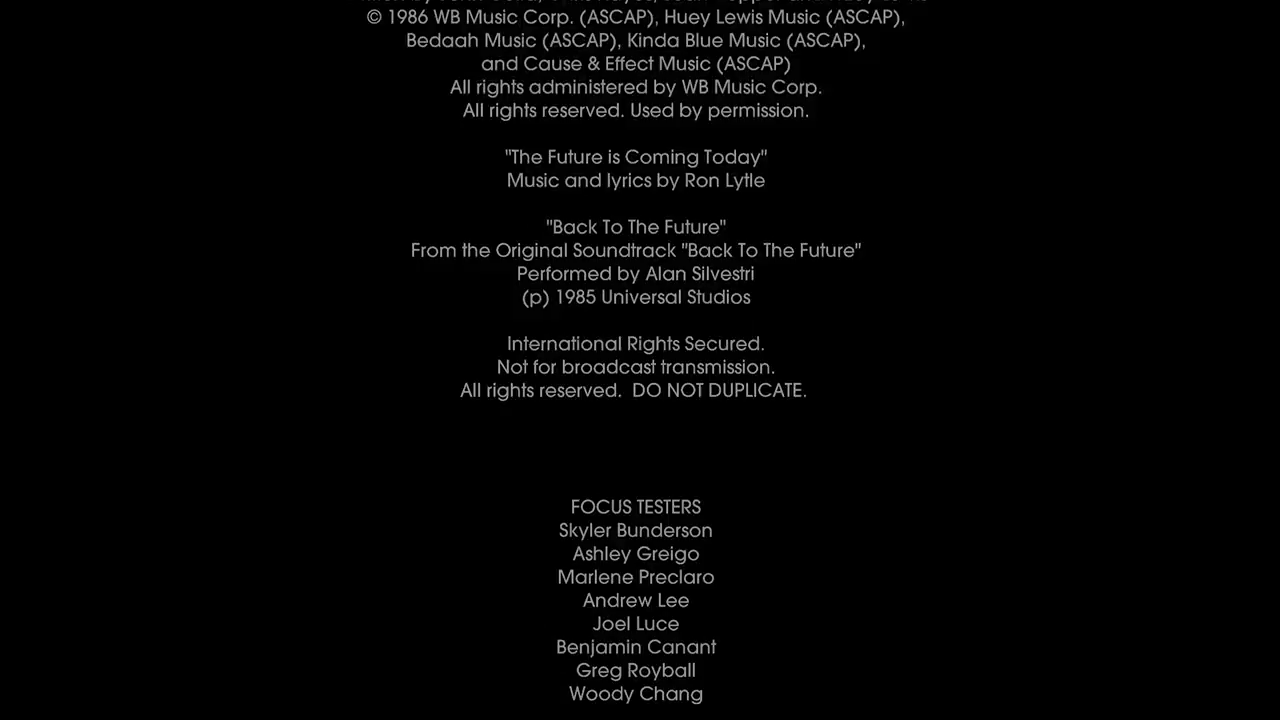 © 1986 WB Music Corp. (ASCAP), Huey Lewis Music (ASCAP),
Bedaah Music (ASCAP), Kinda Blue Music (ASCAP),
and Cause & Effect Music (ASCAP)
All rights administered by WB Music Corp.
All rights reserved. Used by permission.
"The Future is Coming Today"
Music and lyrics by Ron Lytle
"Back To The Future"
From the Original Soundtrack "Back To The Future"
Performed by Alan Silvestri
(p) 1985 Universal Studios
International Rights Secured.
Not for broadcast transmission.
All rights reserved.  DO NOT DUPLICATE.
FOCUS TESTERS
Skyler Bunderson
Ashley Greigo
Marlene Preclaro
Andrew Lee
Joel Luce
Benjamin Canant
Greg Royball
Woody Chang